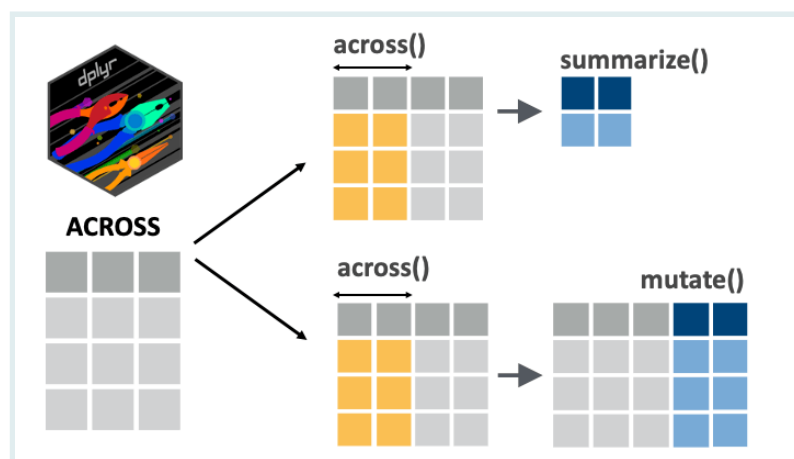 dplyr
ACROSS
across()
summarize()
across()
mutate()